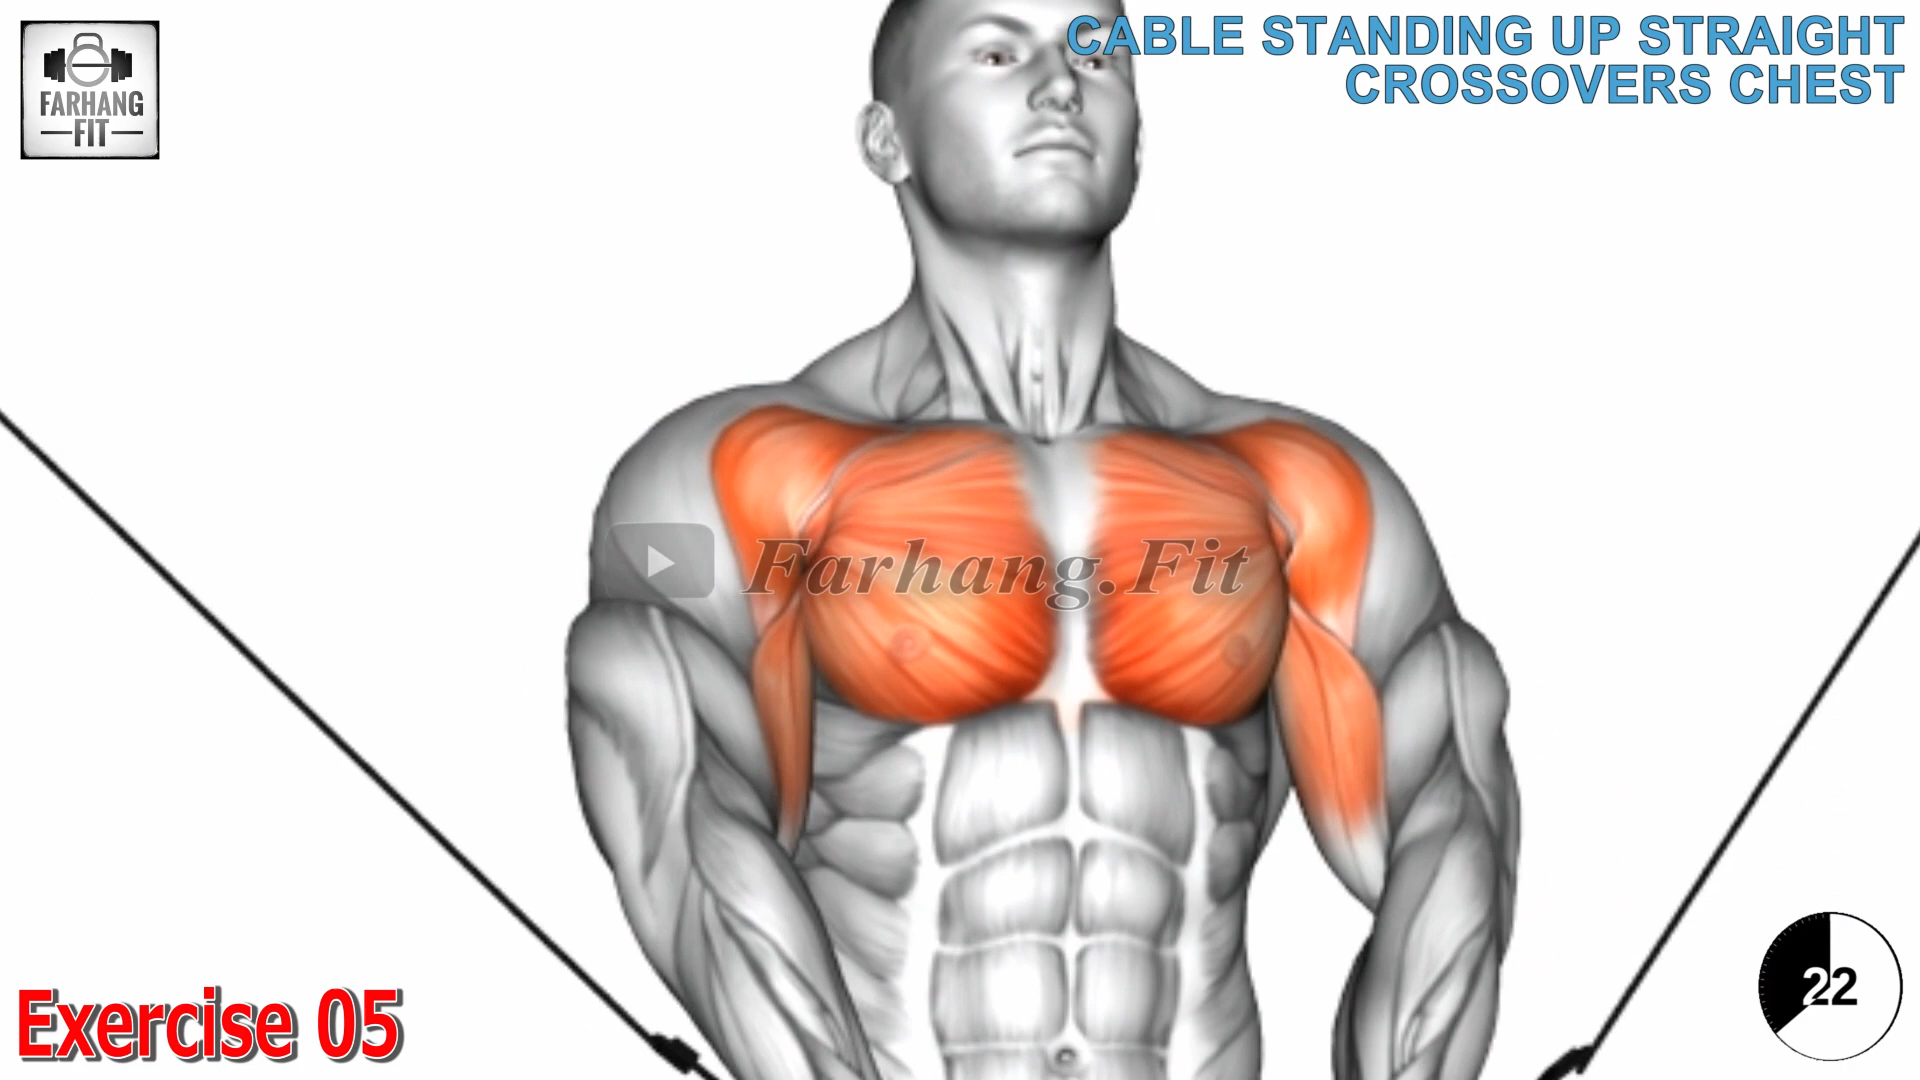 FARHANG
FIT
CABLE STANDING UP STRAIGHT
CROSSOVERS CHEST
Farhang.Fit
Exercise 05
22